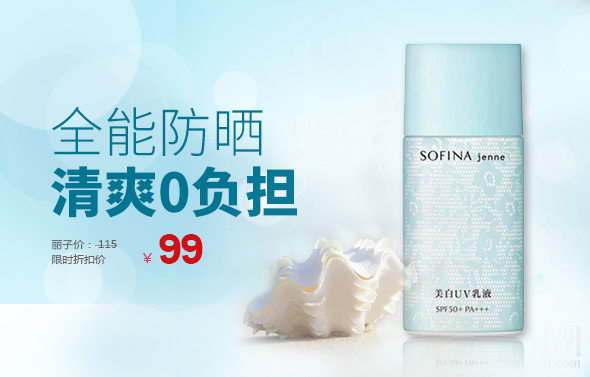 全能防晒
清爽0负担
丽子价：115
限时折扣价
￥99
SOFINA jenne
美白UV乳液
SPF50+ PA+++